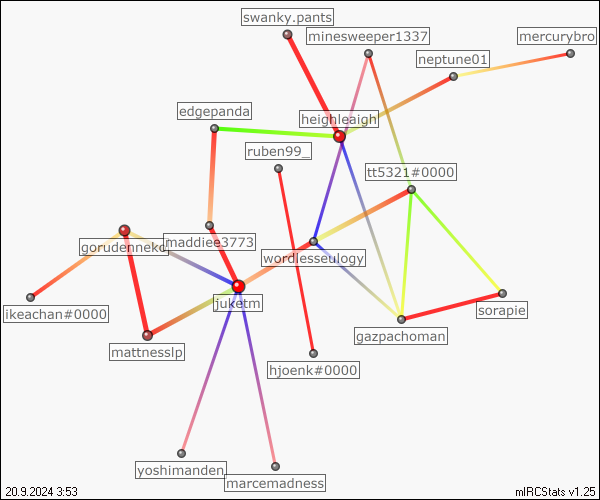 swanky.pants
minesweeper1337
mercurybro
neptune01
edgepanda
heighleaigh
ruben99_
tt5321#0000
gorudennekd
maddiee3773
wordlesseulogy
juketm
ikeachan#0000
sorapie
gazpachoman
mattnesslp
hjoenk#0000
yoshimanden
marcemadness
20.9.2024 3:53
mIRCStats v1.25